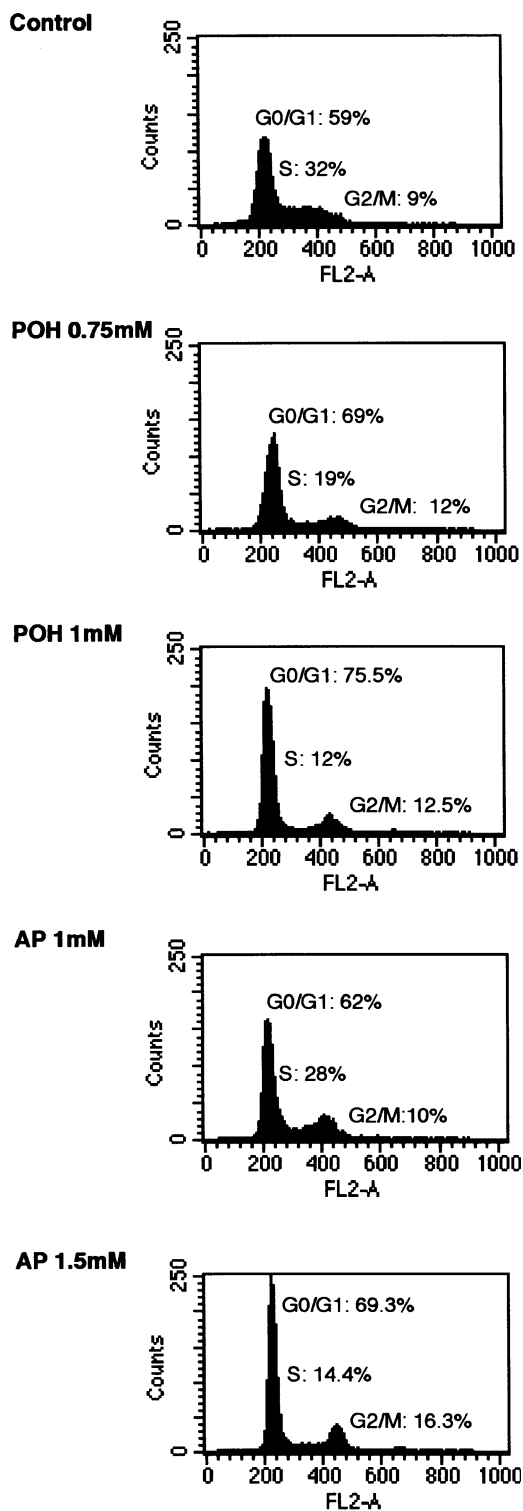 Control
250
Counts
0
G0/G1: 59%
S: 32%
G2/M: 9%
0 200 400 600 800 1000
FL2-A
POH 0.75mM
250
Counts
0
G0/G1: 69%
S: 19%
G2/M: 12%
0 200 400 600 800 1000
FL2-A
POH 1mM
250
Counts
0
G0/G1: 75.5%
S: 12%
G2/M: 12.5%
0 200 400 600 800 1000
FL2-A
AP 1mM
250
Counts
0
G0/G1: 62%
S: 28%
G2/M:10%
0 200 400 600 800 1000
FL2-A
AP 1.5mM
250
Counts
0
G0/G1: 69.3%
S: 14.4%
G2/M: 16.3%
0 200 400 600 800 1000
FL2-A